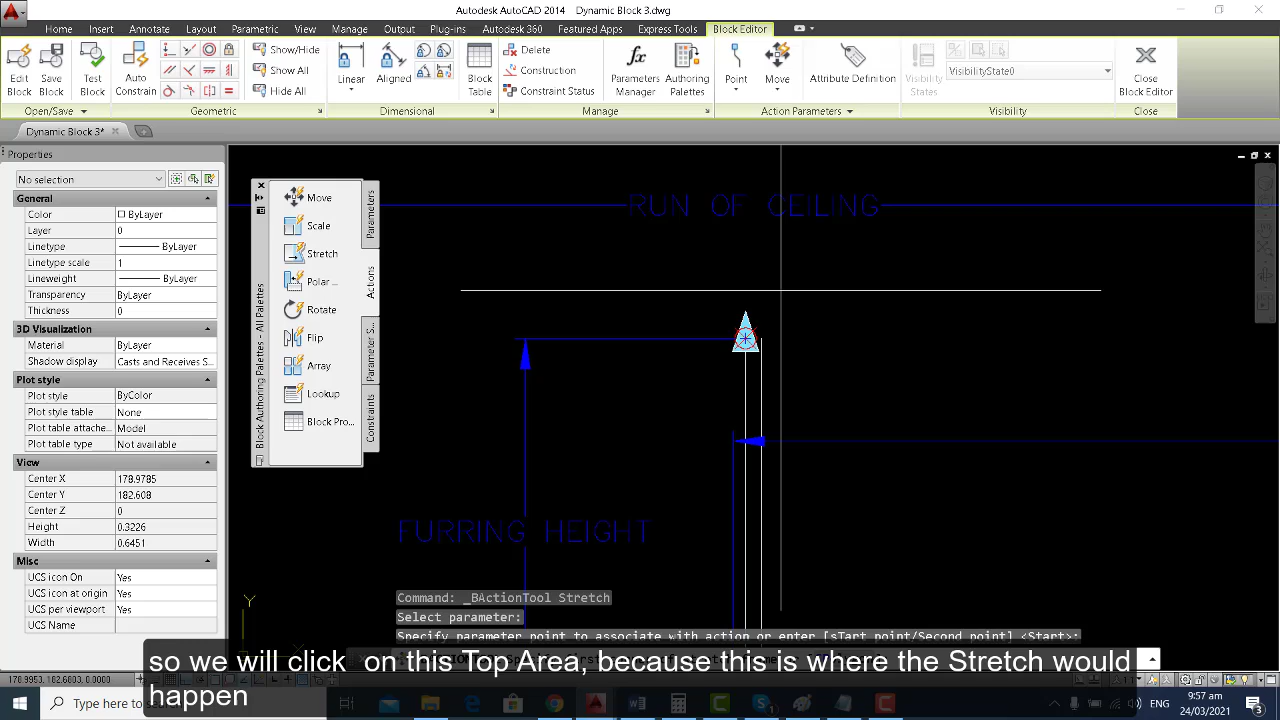 Autodesk AutoCAD 2014 Dynamic Block 3.dwg
Home Insert Annotate Layout Parametric View Manage Output Plug-ins Autodesk 360 Featured Apps Express Tools Block Editor
Edit Block
Save Block
Test Block
Auto Constrain
Show/Hide
Show All
Hide All
Linear
Aligned
Block Table
Delete
Construction
Constraint Status
Parameters Manager
Authoring Palettes
Point
Move
Attribute Definition
Visibility States
VisibilityState0
Close Block Editor
Open/Save Geometric Dimensional Manage Action Parameters Visibility Close
Dynamic Block 3*
Properties
No selection
General
Color ByLayer
Layer 0
Linetype ByLayer
Linetype scale 1
Lineweight ByLayer
Transparency ByLayer
Thickness 0
3D Visualization
Material ByLayer
Shadow display Casts and Receives S...
Plot style
Plot style ByColor
Plot style table None
Plot table attache... Model
Plot table type Not available
View
Center X 178.9785
Center Y 182.608
Center Z 0
Height 0.3226
Width 0.6451
Misc
UCS icon On Yes
UCS icon at origin Yes
UCS per viewport Yes
UCS Name
Block Authoring Palettes - All Palettes
Move
Scale
Stretch
Polar ...
Rotate
Flip
Array
Lookup
Block Pro...
Parameters
Actions
Parameter S...
Constraints
RUN OF CEILING
FURRING HEIGHT
Y
Command: _BActionTool Stretch
Select parameter:
Specify parameter point to associate with action or enter [sTart point/Second point] <Start>:
so we will click on this Top Area, because this is where the Stretch would
happen
178.9953, 182.6803, 0.0000
Type here to
ENG
9:57 am
24/03/2021